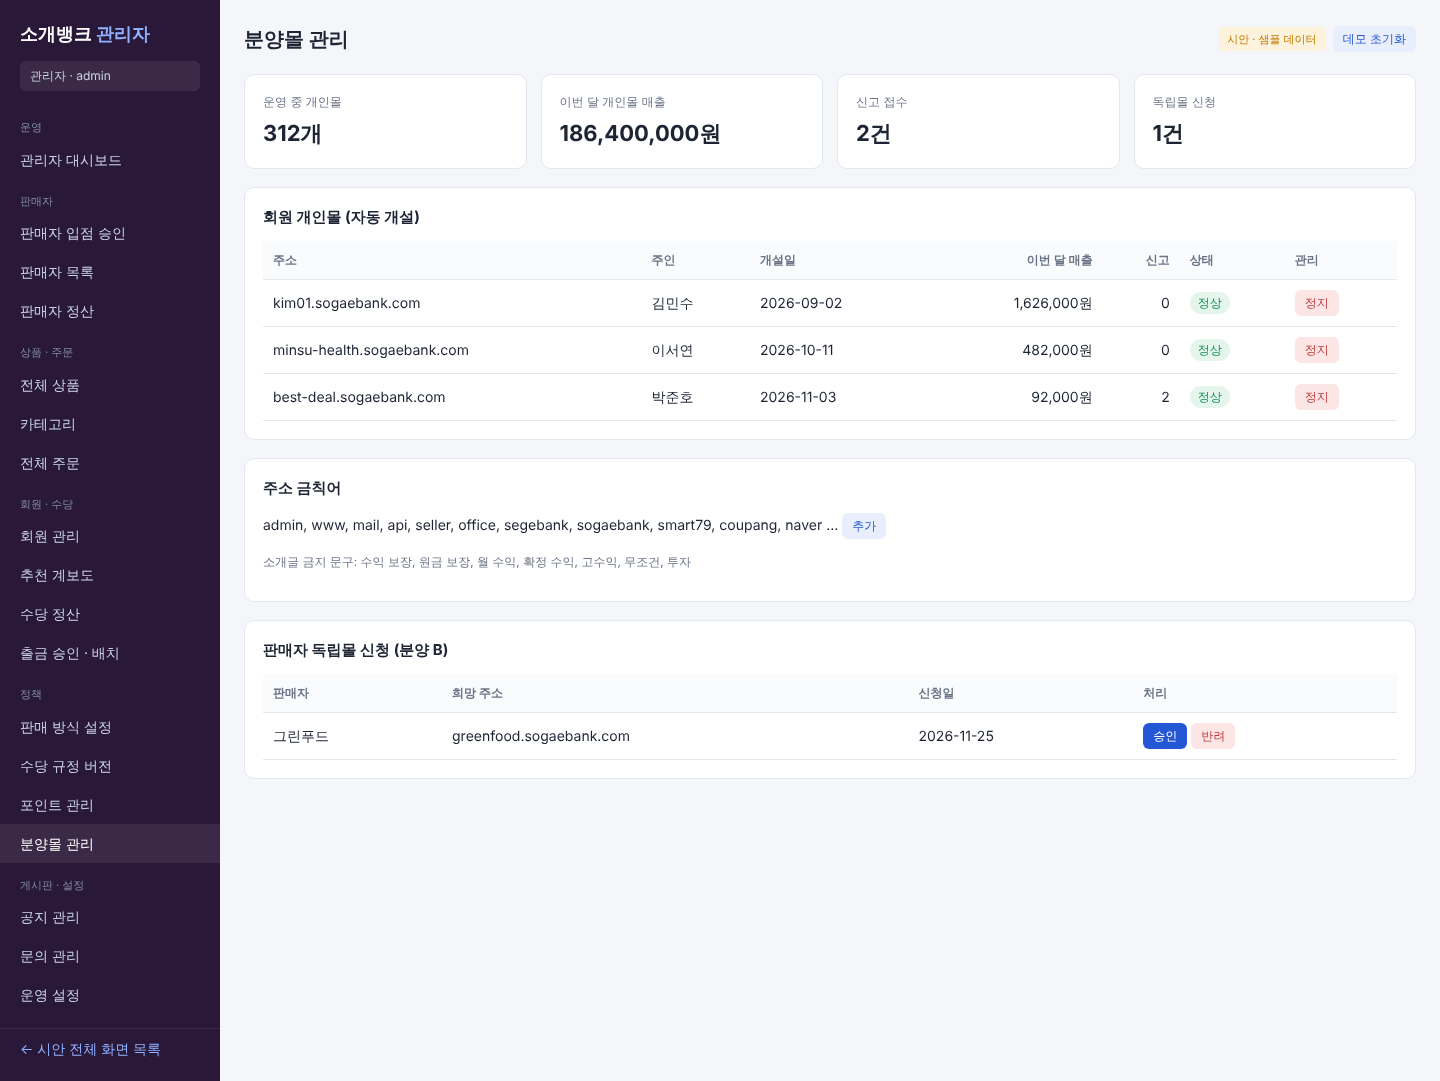 소개뱅크 관리자
관리자 · admin
운영
관리자 대시보드
판매자
판매자 입점 승인
판매자 목록
판매자 정산
상품 · 주문
전체 상품
카테고리
전체 주문
회원 · 수당
회원 관리
추천 계보도
수당 정산
출금 승인 · 배치
정책
판매 방식 설정
수당 규정 버전
포인트 관리
분양몰 관리
게시판 · 설정
공지 관리
문의 관리
운영 설정
← 시안 전체 화면 목록
분양몰 관리
시안 · 샘플 데이터 데모 초기화
운영 중 개인몰
312개
이번 달 개인몰 매출
186,400,000원
신고 접수
2건
독립몰 신청
1건
회원 개인몰 (자동 개설)
주소 주인 개설일 이번 달 매출 신고 상태 관리
kim01.sogaebank.com 김민수 2026-09-02 1,626,000원 0 정상 정지
minsu-health.sogaebank.com 이서연 2026-10-11 482,000원 0 정상 정지
best-deal.sogaebank.com 박준호 2026-11-03 92,000원 2 정상 정지
주소 금칙어
admin, www, mail, api, seller, office, segebank, sogaebank, smart79, coupang, naver ... 추가
소개글 금지 문구: 수익 보장, 원금 보장, 월 수익, 확정 수익, 고수익, 무조건, 투자
판매자 독립몰 신청 (분양 B)
판매자 희망 주소 신청일 처리
그린푸드 greenfood.sogaebank.com 2026-11-25 승인 반려